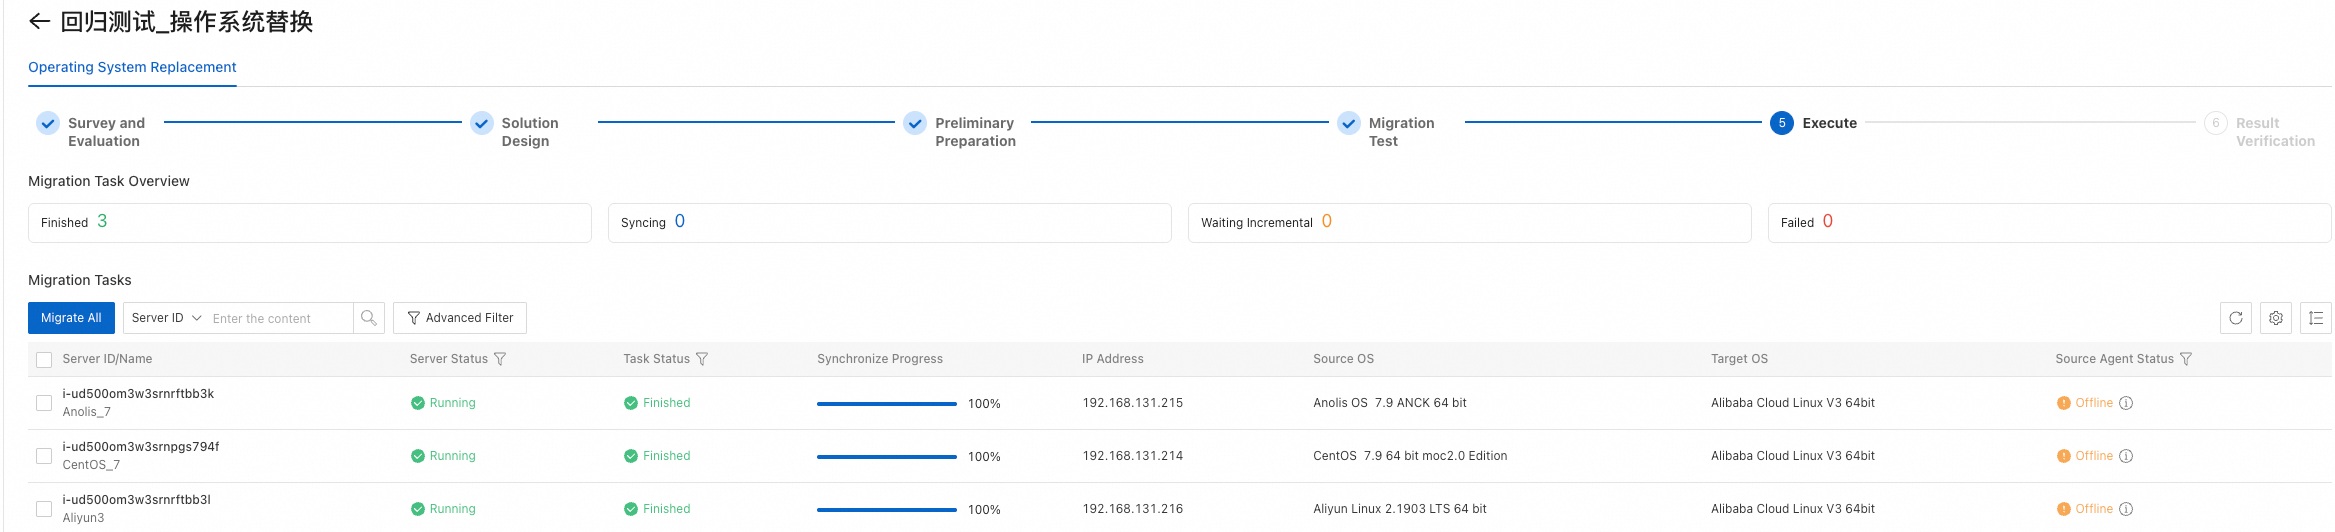 回归测试_操作系统替换
Operating System Replacement
Survey and
Evaluation
Solution
Design
Preliminary
Preparation
Migration
Test
5 Execute
6 Result
Verification
Migration Task Overview
Finished 3
Syncing 0
Waiting Incremental 0
Failed 0
Migration Tasks
Migrate All Server ID Enter the content Advanced Filter
Server ID/Name Server Status Task Status Synchronize Progress IP Address Source OS Target OS Source Agent Status
i-ud500om3w3srnrftbb3k
Anolis_7
Running Finished 100% 192.168.131.215 Anolis OS 7.9 ANCK 64 bit Alibaba Cloud Linux V3 64bit Offline
i-ud500om3w3srnpgs794f
CentOS_7
Running Finished 100% 192.168.131.214 CentOS 7.9 64 bit moc2.0 Edition Alibaba Cloud Linux V3 64bit Offline
i-ud500om3w3srnrftbb3l
Aliyun3
Running Finished 100% 192.168.131.216 Aliyun Linux 2.1903 LTS 64 bit Alibaba Cloud Linux V3 64bit Offline